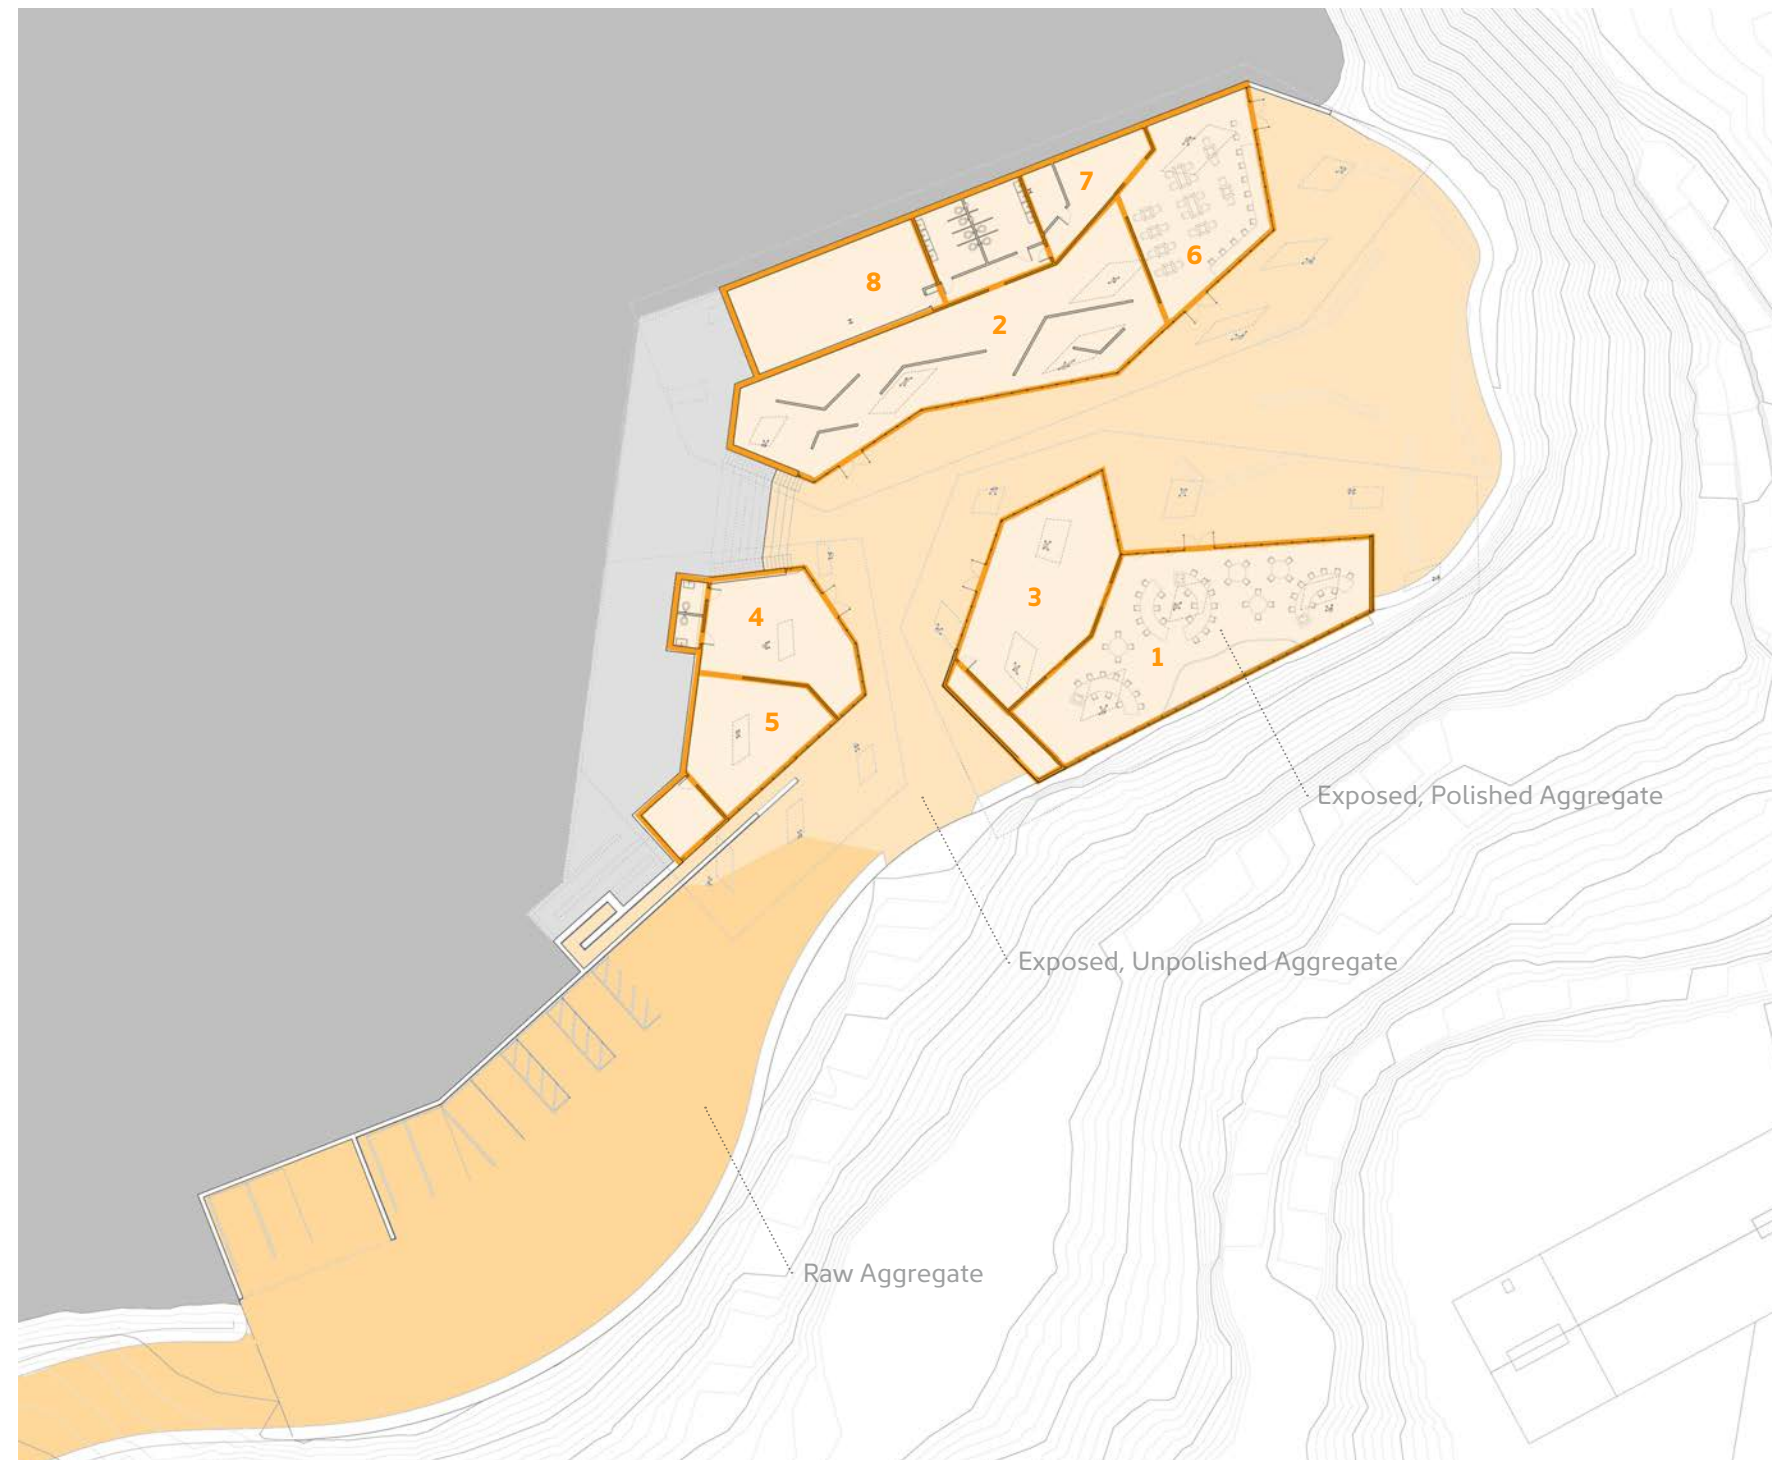 7
6
8
2
3
4
1
5
Exposed, Polished Aggregate
Exposed, Unpolished Aggregate
Raw Aggregate